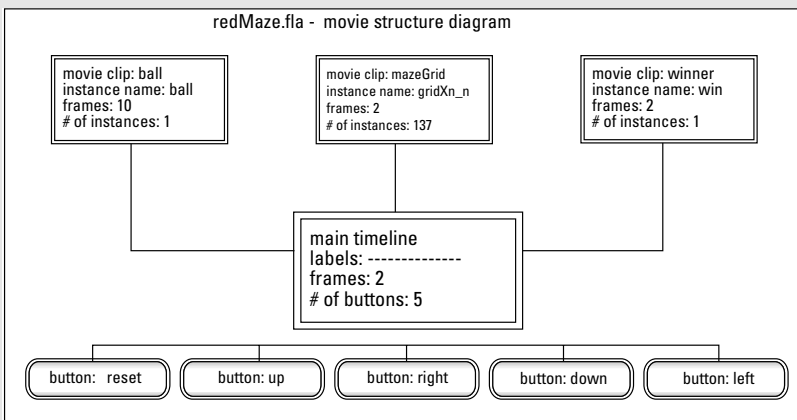 redMaze.fla - movie structure diagram
movie clip: ball
instance name: ball
frames: 10
# of instances: 1
movie clip: mazeGrid
instance name: gridXn_n
frames: 2
# of instances: 137
movie clip: winner
instance name: win
frames: 2
# of instances: 1
main timeline
labels: --------------
frames: 2
# of buttons: 5
button: reset
button: up
button: right
button: down
button: left